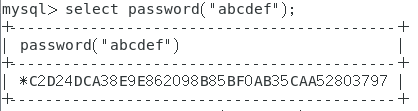 mysql> select password("abcdef");
+-------------------------------------------+
| password("abcdef")                        |
+-------------------------------------------+
| *C2D24DCA38E9E862098B85BF0AB35CAA52803797 |
+-------------------------------------------+